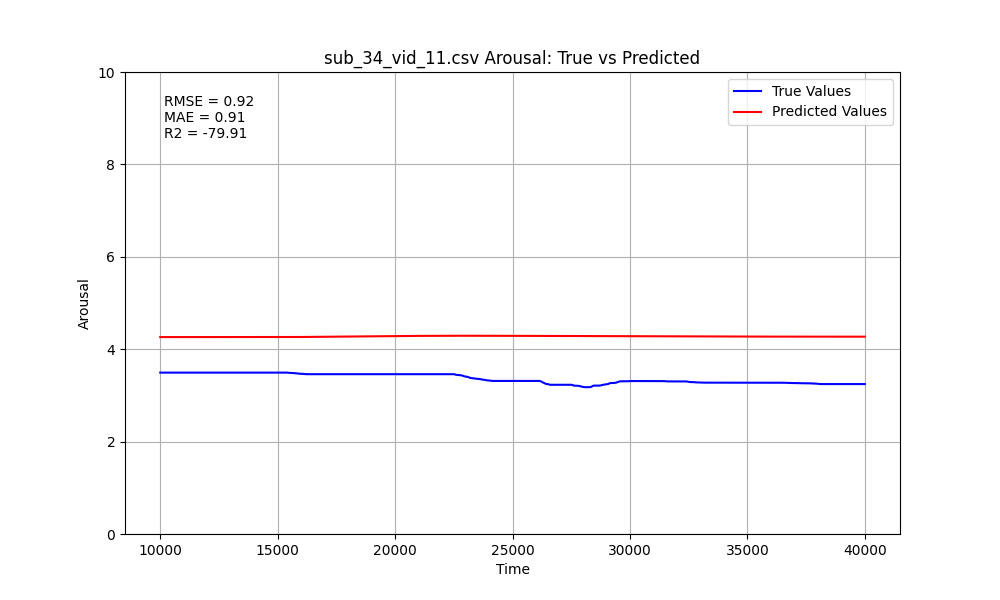 sub_34_vid_11.csv Arousal: True vs Predicted
RMSE = 0.92
MAE = 0.91
R2 = -79.91
True Values
Predicted Values
10
8
6
4
2
0
Arousal
10000 15000 20000 25000 30000 35000 40000
Time